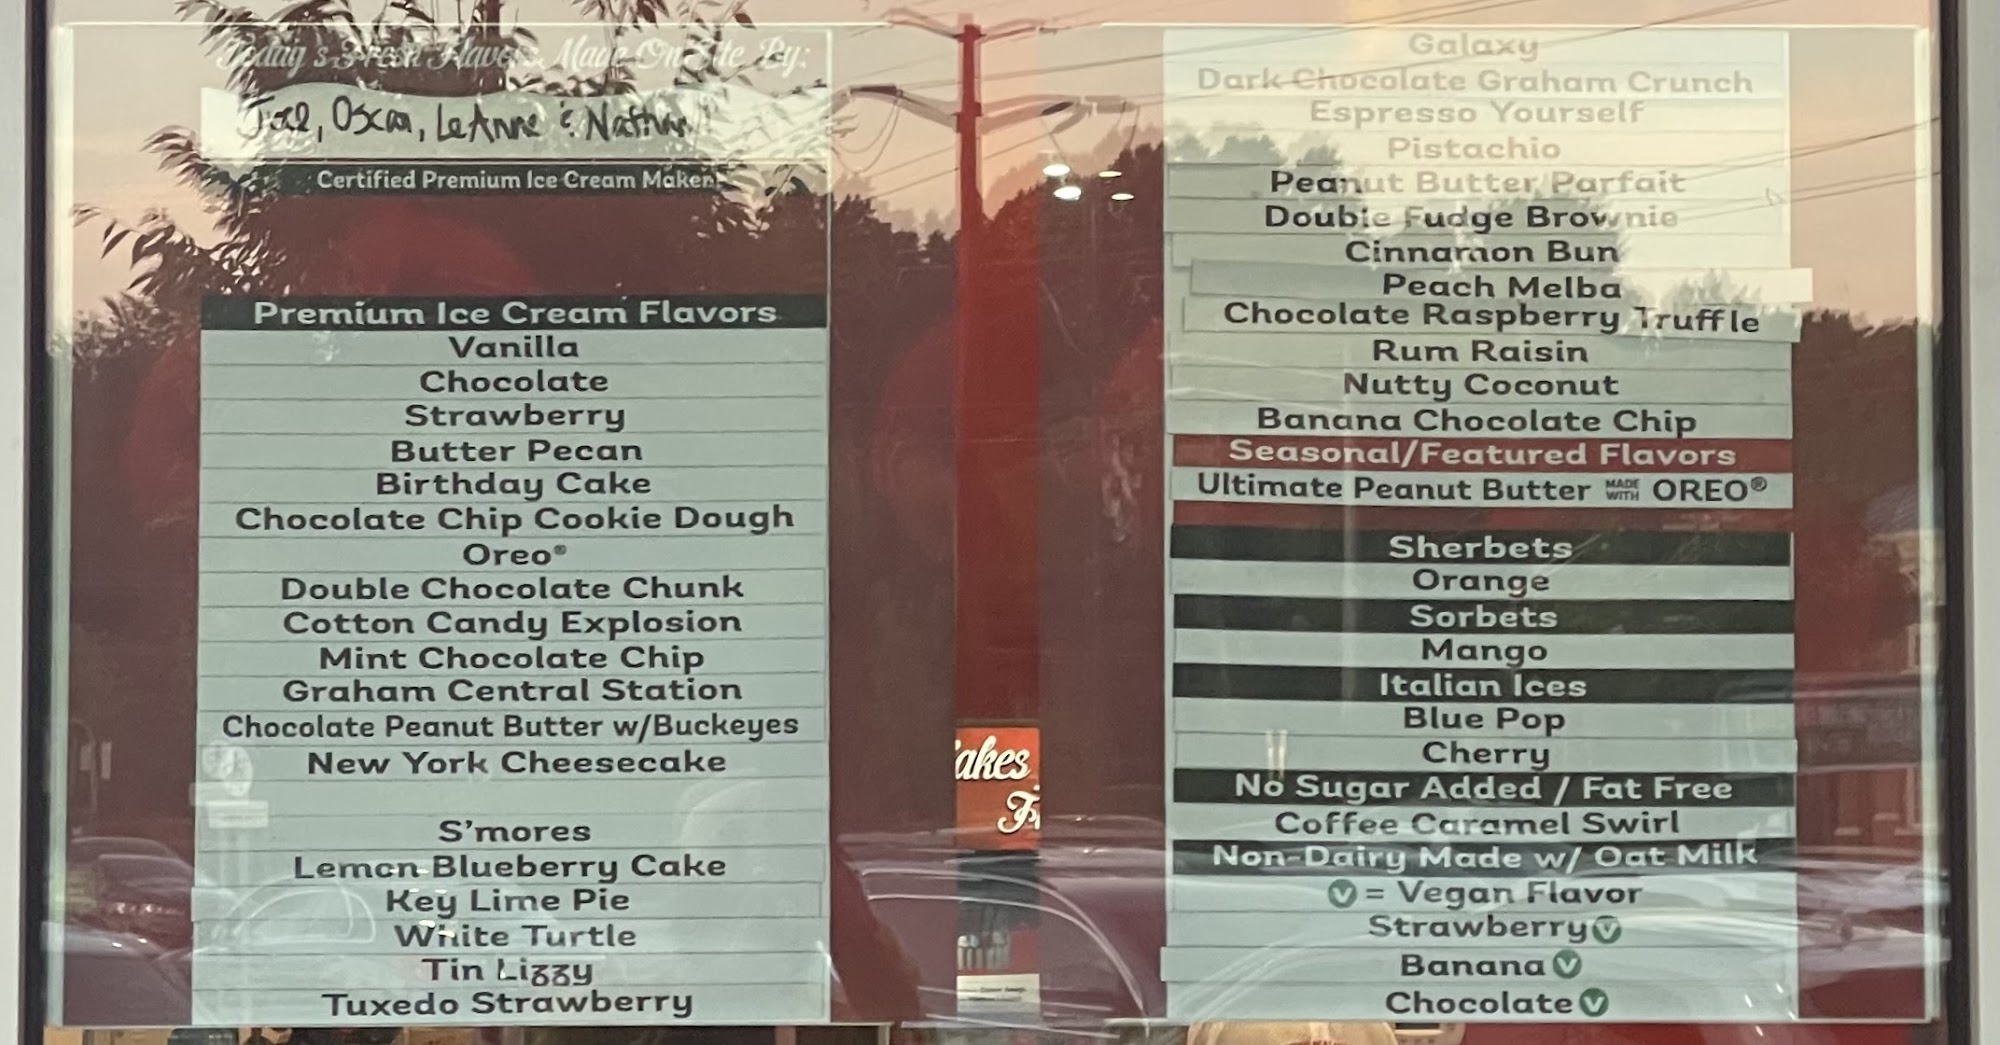 Today's Fresh Flavors Made On Site By:
Joel, Oscar, LeAnne & Nathan
Certified Premium Ice Cream Maker
Premium Ice Cream Flavors
Vanilla
Chocolate
Strawberry
Butter Pecan
Birthday Cake
Chocolate Chip Cookie Dough
Oreo®
Double Chocolate Chunk
Cotton Candy Explosion
Mint Chocolate Chip
Graham Central Station
Chocolate Peanut Butter w/Buckeyes
New York Cheesecake
S'mores
Lemon Blueberry Cake
Key Lime Pie
White Turtle
Tin Lizzy
Tuxedo Strawberry
akes
Galaxy
Dark Chocolate Graham Crunch
Espresso Yourself
Pistachio
Peanut Butter Parfait
Double Fudge Brownie
Cinnamon Bun
Peach Melba
Chocolate Raspberry Truffle
Rum Raisin
Nutty Coconut
Banana Chocolate Chip
Seasonal/Featured Flavors
Ultimate Peanut Butter MADE WITH OREO®
Sherbets
Orange
Sorbets
Mango
Italian Ices
Blue Pop
Cherry
No Sugar Added / Fat Free
Coffee Caramel Swirl
Non-Dairy Made w/ Oat Milk
V = Vegan Flavor
Strawberry V
Banana V
Chocolate V